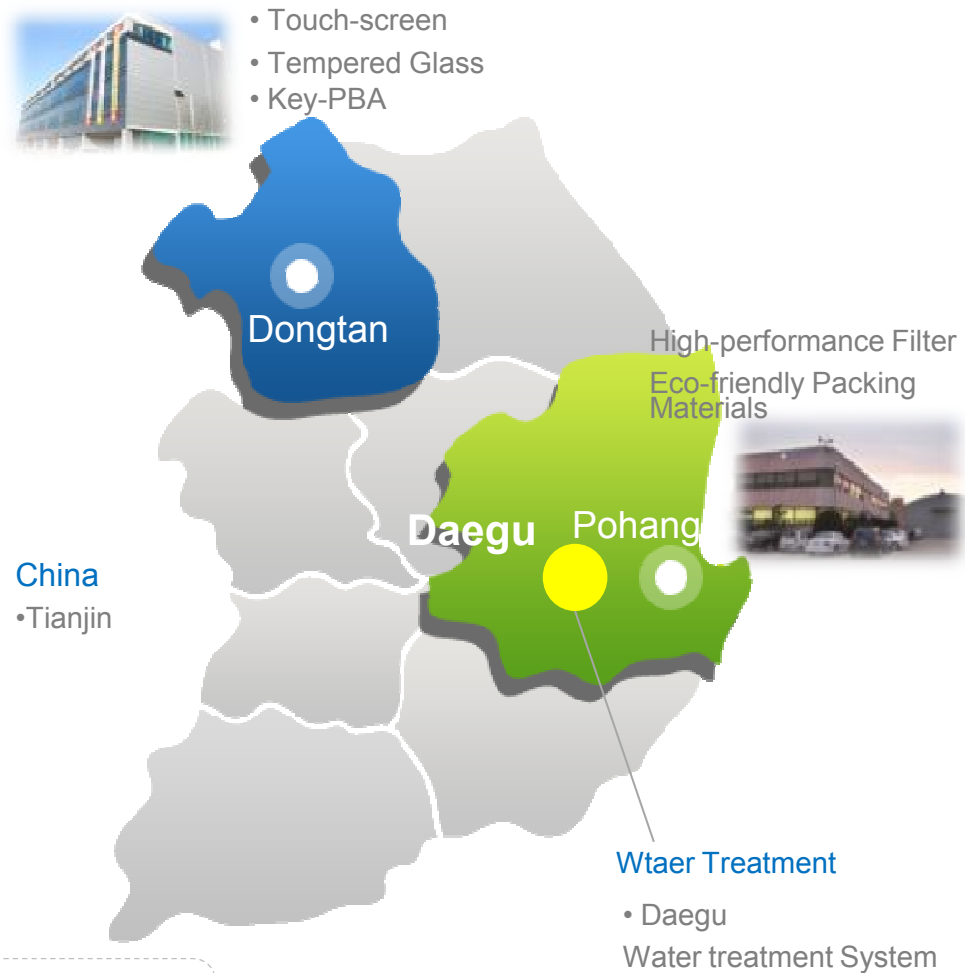 • Touch-screen
• Tempered Glass
• Key-PBA
Dongtan
High-performance Filter
Eco-friendly Packing
Materials
Daegu
Pohang
China
•Tianjin
Wtaer Treatment
• Daegu
Water treatment System